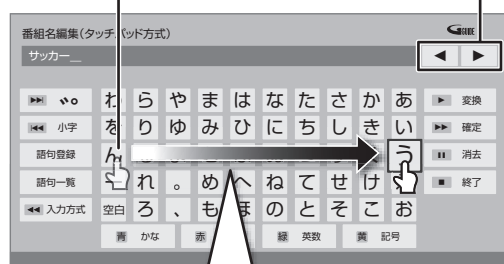 番組名編集(タッチパッド方式)
G GUIDE
サッカー_
◀ ▶
▶▶ ゛゜ わ ら や ま は な た さ か あ ▶ 変換
◀◀ 小字 を り ゆ み ひ に ち し き い ▶▶ 確定
語句登録 ん う II 消去
語句一覧 れ 。 め へ ね て せ け ■ 終了
◀◀ 入力方式 空白 ろ 、 も ほ の と そ こ お
青 かな 赤 緑 英数 黄 記号